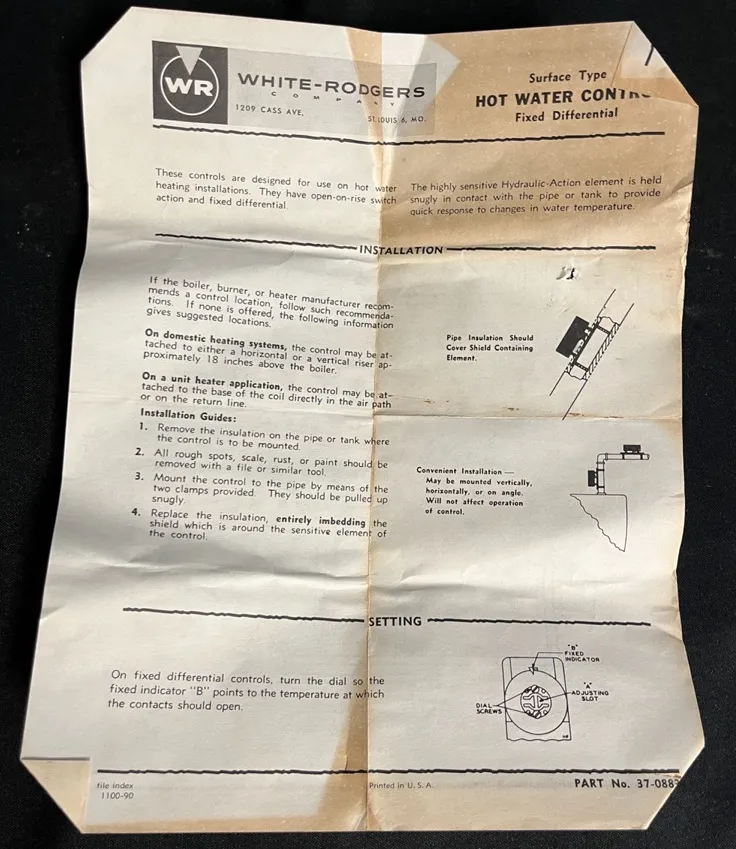 WR
WHITE-RODGERS
COMPANY
1209 CASS AVE.
ST. LOUIS 6, MO.
Surface Type
HOT WATER
Fixed Differential
These controls are designed for use on hot water
heating installations. They have open-on-rise switch
action and fixed differential.
The highly sensitive Hydraulic-Action element is held
snugly in contact with the pipe or tank to provide
quick response to changes in water temperature.
INSTALLATION
If the boiler, burner, or heater manufacturer recom-
mends a control location, follow such recommenda-
tions. If none is offered, the following information
gives suggested locations.
On domestic heating systems, the control may be at-
tached to either a horizontal or a vertical riser ap-
proximately 18 inches above the boiler.
On a unit heater application, the control may be at-
tached to the base of the coil directly in the air path
or on the return line.
Installation Guides:
1. Remove the insulation on the pipe or tank where
the control is to be mounted.
2. All rough spots, scale, rust, or paint should be
removed with a file or similar tool.
3. Mount the control to the pipe by means of the
two clamps provided. They should be pulled up
snugly.
4. Replace the insulation, entirely imbedding the
shield which is around the sensitive element of
the control.
Pipe Insulation Should
Cover Shield Containing
Element.
Convenient Installation —
May be mounted vertically,
horizontally, or on angle.
Will not affect operation
of control.
SETTING
On fixed differential controls, turn the dial so the
fixed indicator "B" points to the temperature at which
the contacts should open.
"B"
FIXED
INDICATOR
"A"
ADJUSTING
SLOT
DIAL
SCREWS
file index
1100-90
Printed in U. S. A.
PART No. 37-088